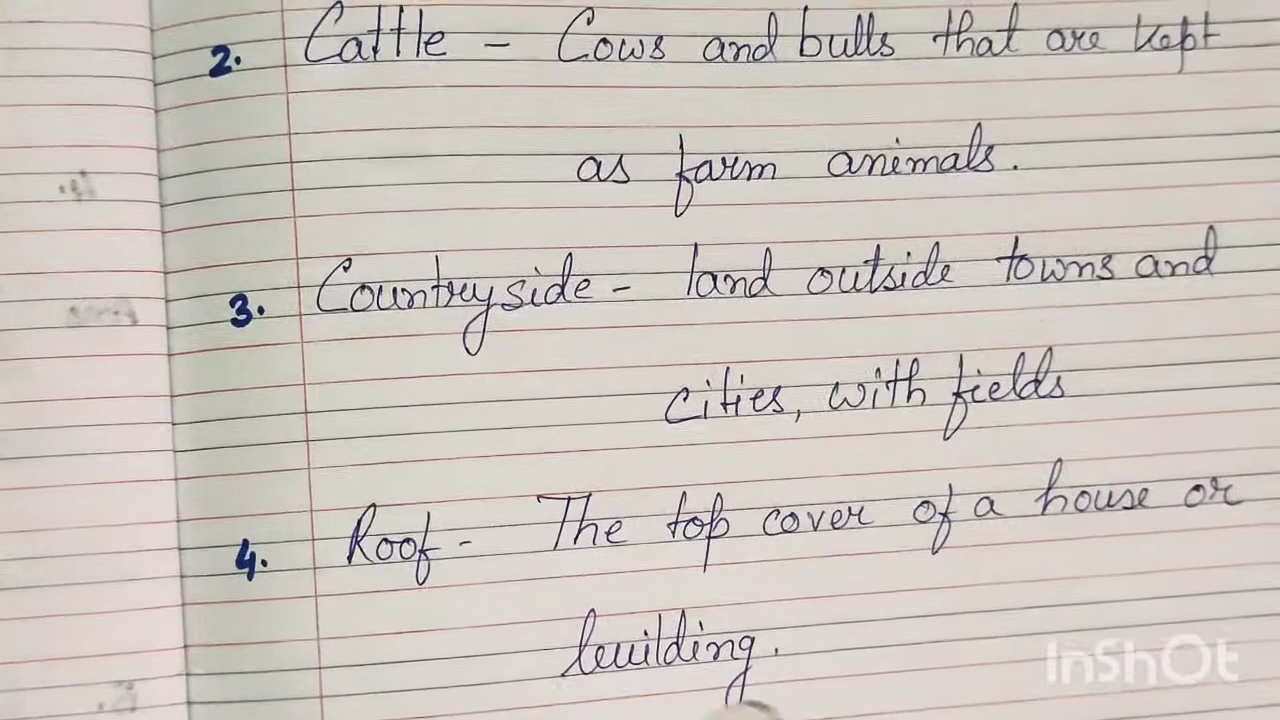 2. Cattle - Cows and bulls that are kept
as farm animals.
3. Countryside - land outside towns and
cities, with fields
4. Roof - The top cover of a house or
building.
InShOt